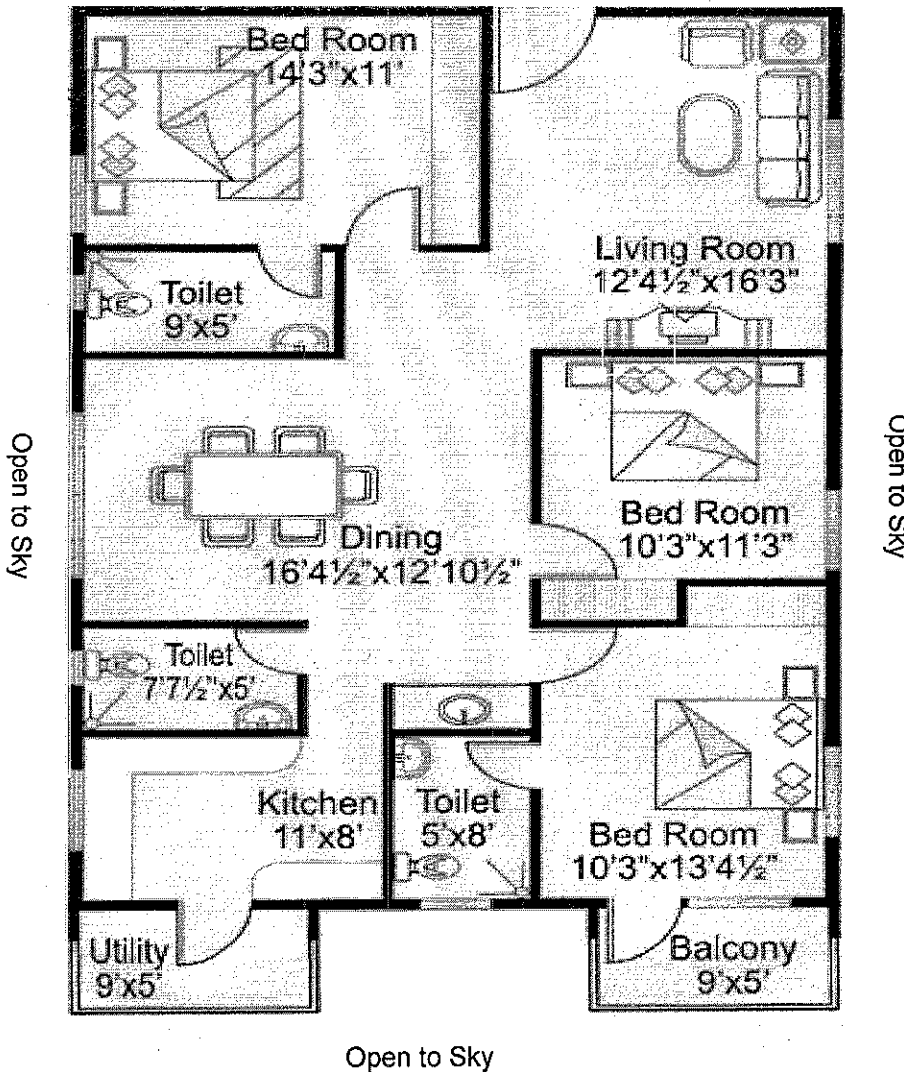 Bed Room
14'3"x11'
Living Room
12'4½"x16'3"
Toilet
9'x5'
Open to Sky
Open to Sky
Bed Room
10'3"x11'3"
Dining
16'4½"x12'10½"
Toilet
7'7½"x5'
Kitchen
11'x8'
Toilet
5'x8'
Bed Room
10'3"x13'4½"
Utility
9'x5'
Balcony
9'x5'
Open to Sky